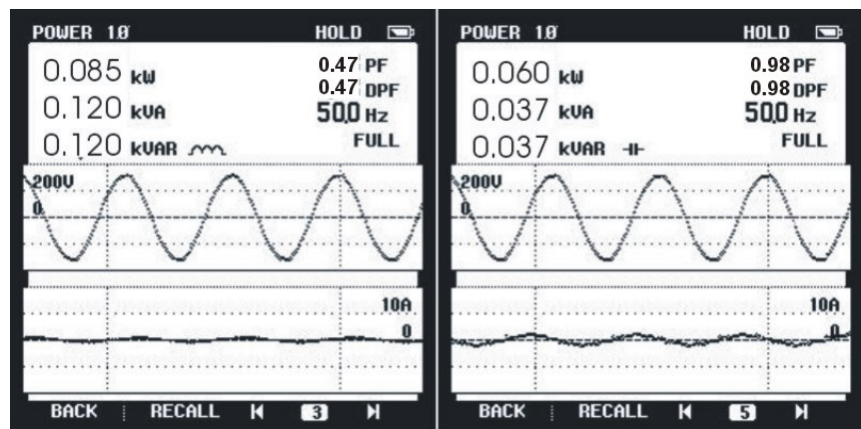 POWER 1Ø HOLD
0.085 kW 0.47 PF
0.47 DPF
0.120 kVA 50.0 Hz
0.120 kVAR FULL
200V
0
10A
0
BACK RECALL 3
POWER 1Ø HOLD
0.060 kW 0.98 PF
0.98 DPF
0.037 kVA 50.0 Hz
0.037 kVAR FULL
200V
0
10A
0
BACK RECALL 5